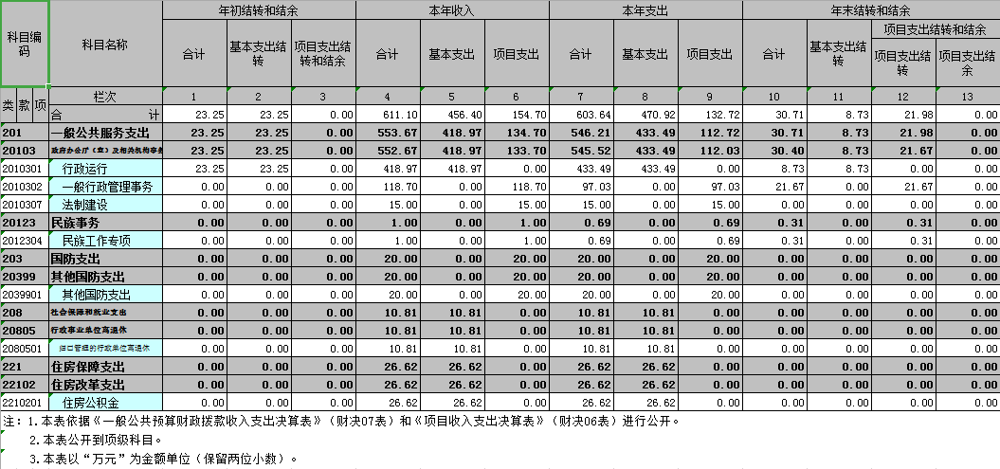 科目编码 科目名称 年初结转和结余 本年收入 本年支出 年末结转和结余
合计 基本支出结转 项目支出结转和结余 合计 基本支出 项目支出 合计 基本支出 项目支出 合计 基本支出结转 项目支出结转和结余
项目支出结转 项目支出结余
类 款 项 栏次 1 2 3 4 5 6 7 8 9 10 11 12 13
合计 23.25 23.25 0.00 611.10 456.40 154.70 603.64 470.92 132.72 30.71 8.73 21.98 0.00
201 一般公共服务支出 23.25 23.25 0.00 553.67 418.97 134.70 546.21 433.49 112.72 30.71 8.73 21.98 0.00
20103 政府办公厅（室）及相关机构事务 23.25 23.25 0.00 552.67 418.97 133.70 545.52 433.49 112.03 30.40 8.73 21.67 0.00
2010301 行政运行 23.25 23.25 0.00 418.97 418.97 0.00 433.49 433.49 0.00 8.73 8.73 0.00 0.00
2010302 一般行政管理事务 0.00 0.00 0.00 118.70 0.00 118.70 97.03 0.00 97.03 21.67 0.00 21.67 0.00
2010307 法制建设 0.00 0.00 0.00 15.00 0.00 15.00 15.00 0.00 15.00 0.00 0.00 0.00 0.00
20123 民族事务 0.00 0.00 0.00 1.00 0.00 1.00 0.69 0.00 0.69 0.31 0.00 0.31 0.00
2012304 民族工作专项 0.00 0.00 0.00 1.00 0.00 1.00 0.69 0.00 0.69 0.31 0.00 0.31 0.00
203 国防支出 0.00 0.00 0.00 20.00 0.00 20.00 20.00 0.00 20.00 0.00 0.00 0.00 0.00
20399 其他国防支出 0.00 0.00 0.00 20.00 0.00 20.00 20.00 0.00 20.00 0.00 0.00 0.00 0.00
2039901 其他国防支出 0.00 0.00 0.00 20.00 0.00 20.00 20.00 0.00 20.00 0.00 0.00 0.00 0.00
208 社会保障和就业支出 0.00 0.00 0.00 10.81 10.81 0.00 10.81 10.81 0.00 0.00 0.00 0.00 0.00
20805 行政事业单位离退休 0.00 0.00 0.00 10.81 10.81 0.00 10.81 10.81 0.00 0.00 0.00 0.00 0.00
2080501 归口管理的行政单位离退休 0.00 0.00 0.00 10.81 10.81 0.00 10.81 10.81 0.00 0.00 0.00 0.00 0.00
221 住房保障支出 0.00 0.00 0.00 26.62 26.62 0.00 26.62 26.62 0.00 0.00 0.00 0.00 0.00
22102 住房改革支出 0.00 0.00 0.00 26.62 26.62 0.00 26.62 26.62 0.00 0.00 0.00 0.00 0.00
2210201 住房公积金 0.00 0.00 0.00 26.62 26.62 0.00 26.62 26.62 0.00 0.00 0.00 0.00 0.00
注：1.本表依据《一般公共预算财政拨款收入支出决算表》（财决07表）和《项目收入支出决算表》（财决06表）进行公开。
2.本表公开到项级科目。
3.本表以“万元”为金额单位（保留两位小数）。